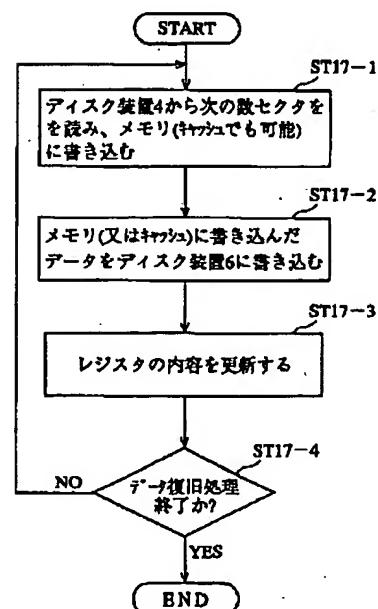 START
ST17-1
ディスク装置4から次の数セクタを
を読み、メモリ(キャッシュでも可能)
に書き込む
ST17-2
メモリ(又はキャッシュ)に書き込んだ
データをディスク装置6に書き込む
ST17-3
レジスタの内容を更新する
ST17-4
データ復旧処理
終了か?
NO
YES
END